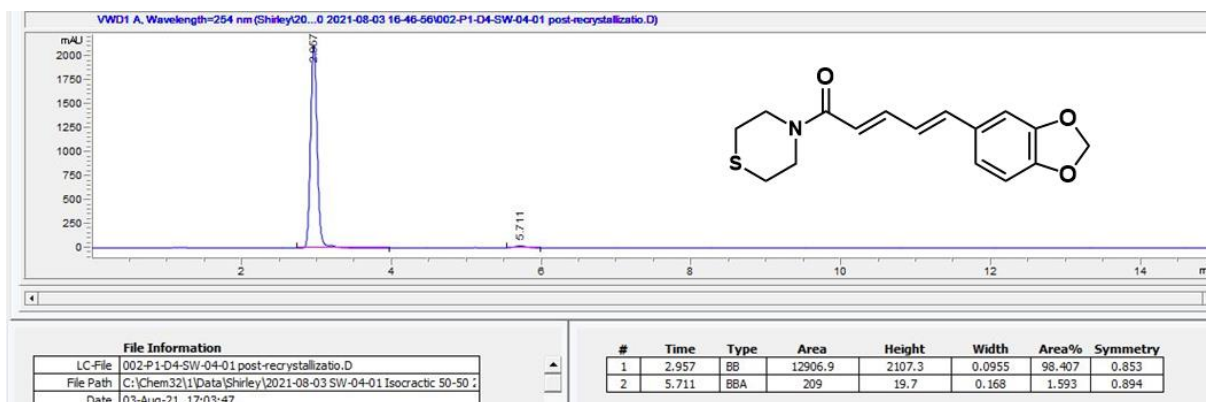 VWD1 A, Wavelength=254 nm (Shirley\20...0 2021-08-03 16-46-56\002-P1-D4-SW-04-01 post-recrystallizatio.D)
mAU
2000
1750
1500
1250
1000
750
500
250
0
2.957
5.711
O
N
S
O
O
2 4 6 8 10 12 14 m
File Information
LC-File 002-P1-D4-SW-04-01 post-recrystallizatio.D
File Path C:\Chem32\1\Data\Shirley\2021-08-03 SW-04-01 Isocractic 50-50 2
Date 03-Aug-21, 17:03:47
# Time Type Area Height Width Area% Symmetry
1 2.957 BB 12906.9 2107.3 0.0955 98.407 0.853
2 5.711 BBA 209 19.7 0.168 1.593 0.894